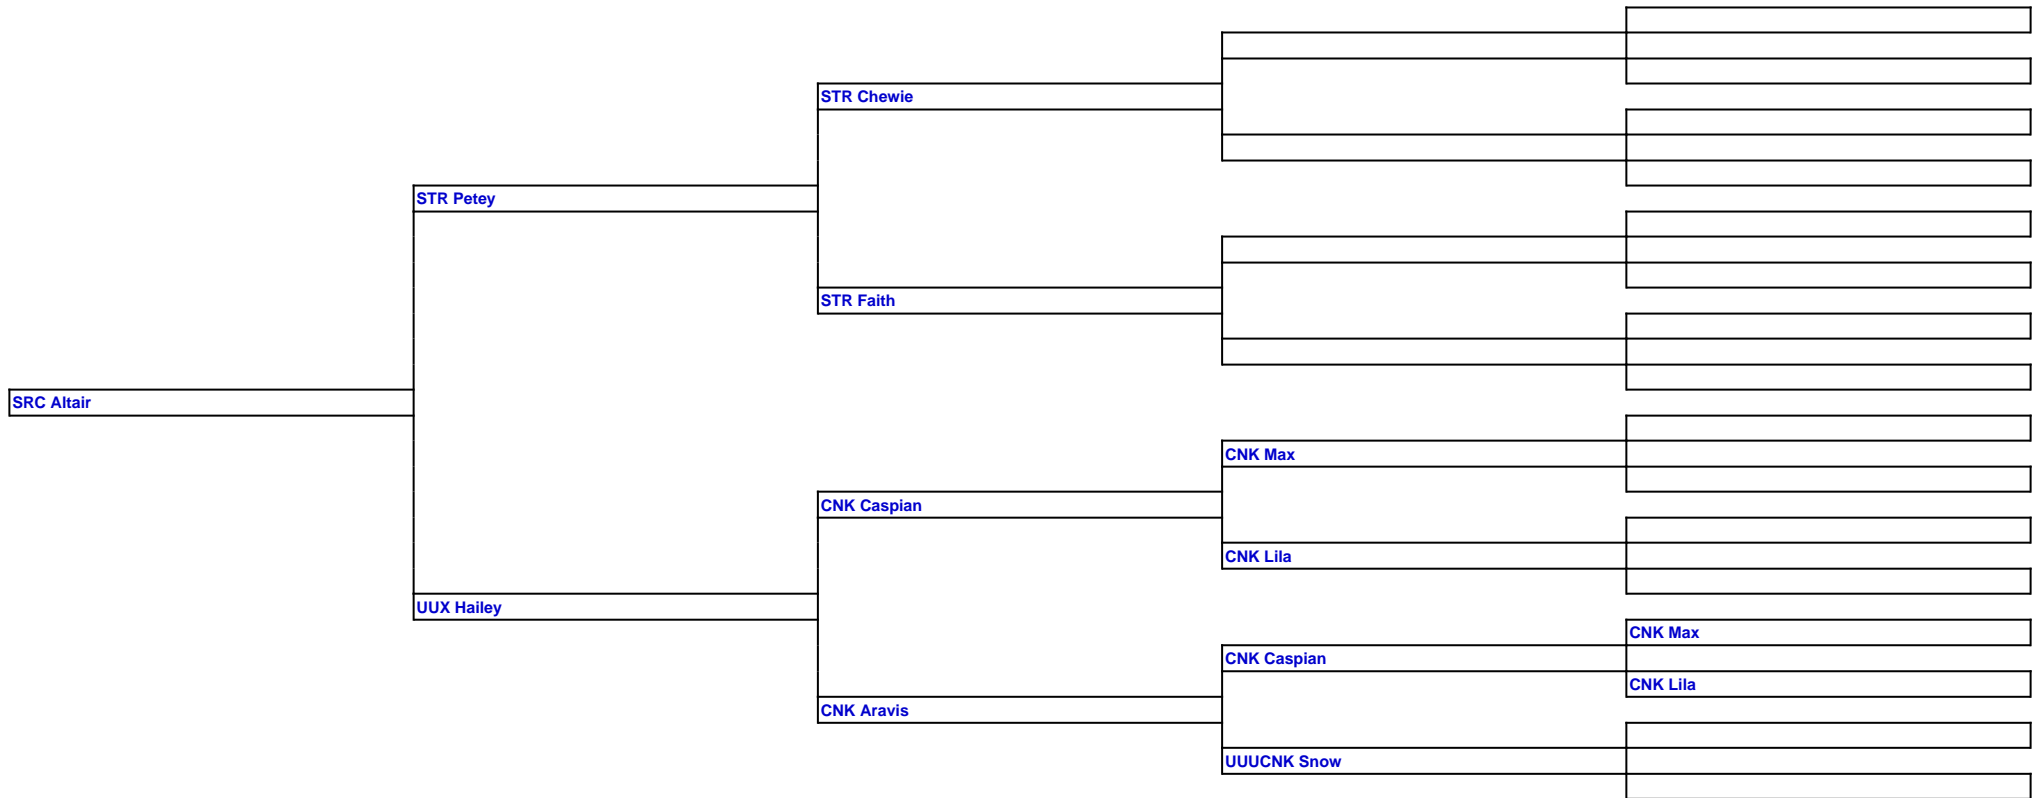 STR Chewie
STR Petey
STR Faith
SRC Altair
CNK Max
CNK Caspian
CNK Lila
UUX Hailey
CNK Max
CNK Caspian
CNK Lila
CNK Aravis
UUUCNK Snow